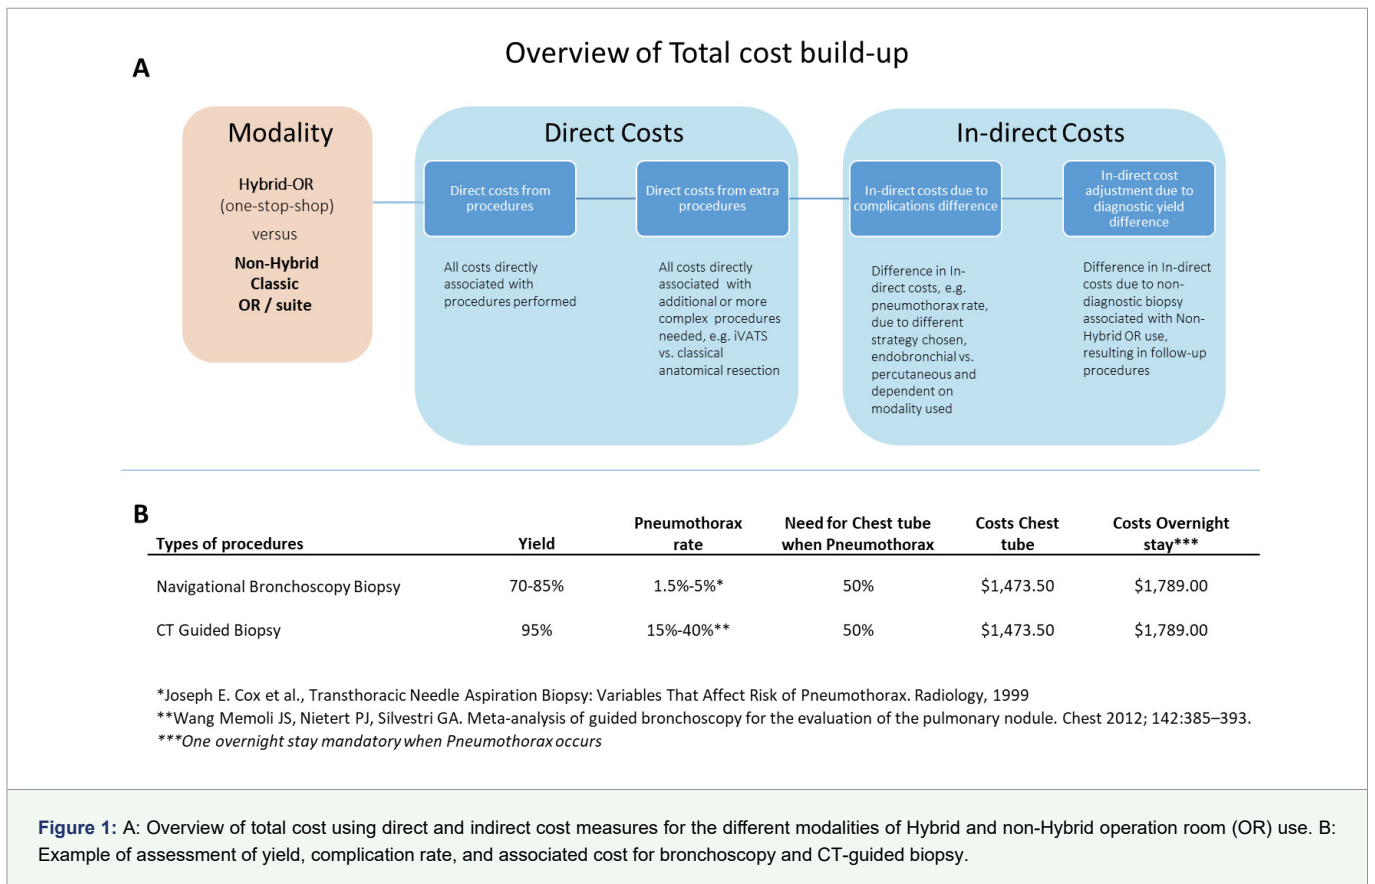 Overview of Total cost build-up
A
Modality
Hybrid-OR
(one-stop-shop)
versus
Non-Hybrid
Classic
OR / suite
Direct Costs
Direct costs from
procedures
All costs directly
associated with
procedures performed
Direct costs from extra
procedures
All costs directly
associated with
additional or more
complex procedures
needed, e.g. iVATS
vs. classical
anatomical resection
In-direct Costs
In-direct costs due to
complications difference
Difference in In-
direct costs, e.g.
pneumothorax rate,
due to different
strategy chosen,
endobronchial vs.
percutaneous and
dependent on
modality used
In-direct cost
adjustment due to
diagnostic yield
difference
Difference in In-direct
costs due to non-
diagnostic biopsy
associated with Non-
Hybrid OR use,
resulting in follow-up
procedures
B
Types of procedures Yield Pneumothorax rate Need for Chest tube when Pneumothorax Costs Chest tube Costs Overnight stay***
Navigational Bronchoscopy Biopsy 70-85% 1.5%-5%* 50% $1,473.50 $1,789.00
CT Guided Biopsy 95% 15%-40%** 50% $1,473.50 $1,789.00
*Joseph E. Cox et al., Transthoracic Needle Aspiration Biopsy: Variables That Affect Risk of Pneumothorax. Radiology, 1999
**Wang Memoli JS, Nietert PJ, Silvestri GA. Meta-analysis of guided bronchoscopy for the evaluation of the pulmonary nodule. Chest 2012; 142:385–393.
***One overnight stay mandatory when Pneumothorax occurs
Figure 1: A: Overview of total cost using direct and indirect cost measures for the different modalities of Hybrid and non-Hybrid operation room (OR) use. B:
Example of assessment of yield, complication rate, and associated cost for bronchoscopy and CT-guided biopsy.